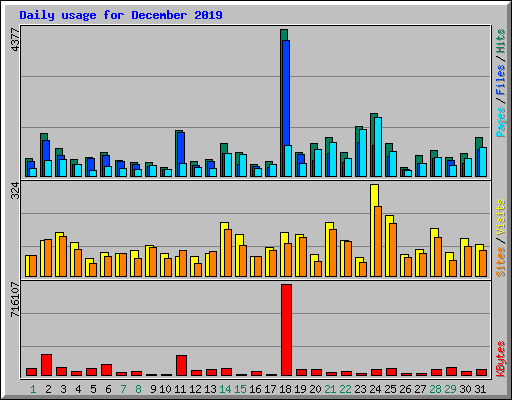 Daily usage for December 2019
4377
324
716107
Pages / Files / Hits
Sites / Visits
KBytes
1 2 3 4 5 6 7 8 9 10 11 12 13 14 15 16 17 18 19 20 21 22 23 24 25 26 27 28 29 30 31